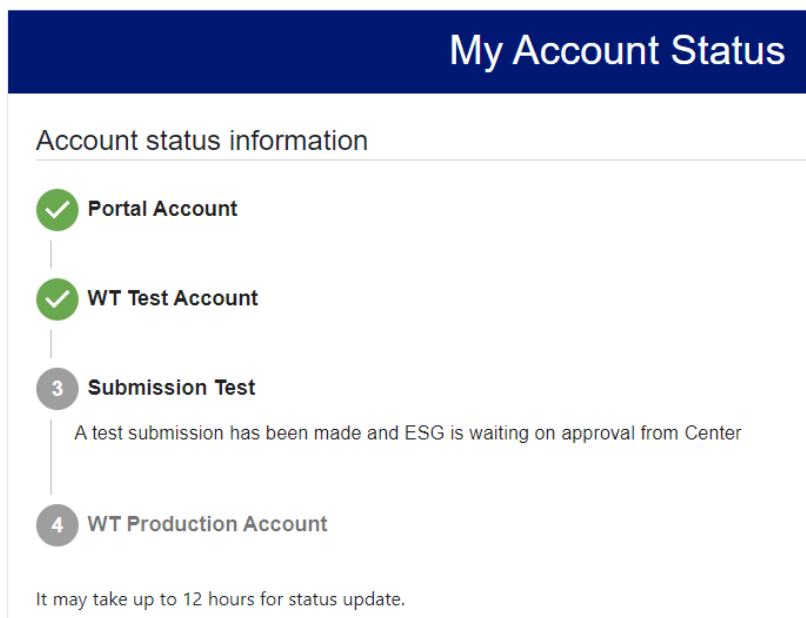 My Account Status
Account status information
Portal Account
WT Test Account
3 Submission Test
A test submission has been made and ESG is waiting on approval from Center
4 WT Production Account
It may take up to 12 hours for status update.